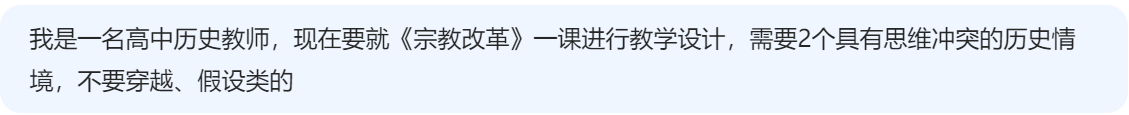 我是一名高中历史教师，现在要就《宗教改革》一课进行教学设计，需要2个具有思维冲突的历史情
境，不要穿越、假设类的